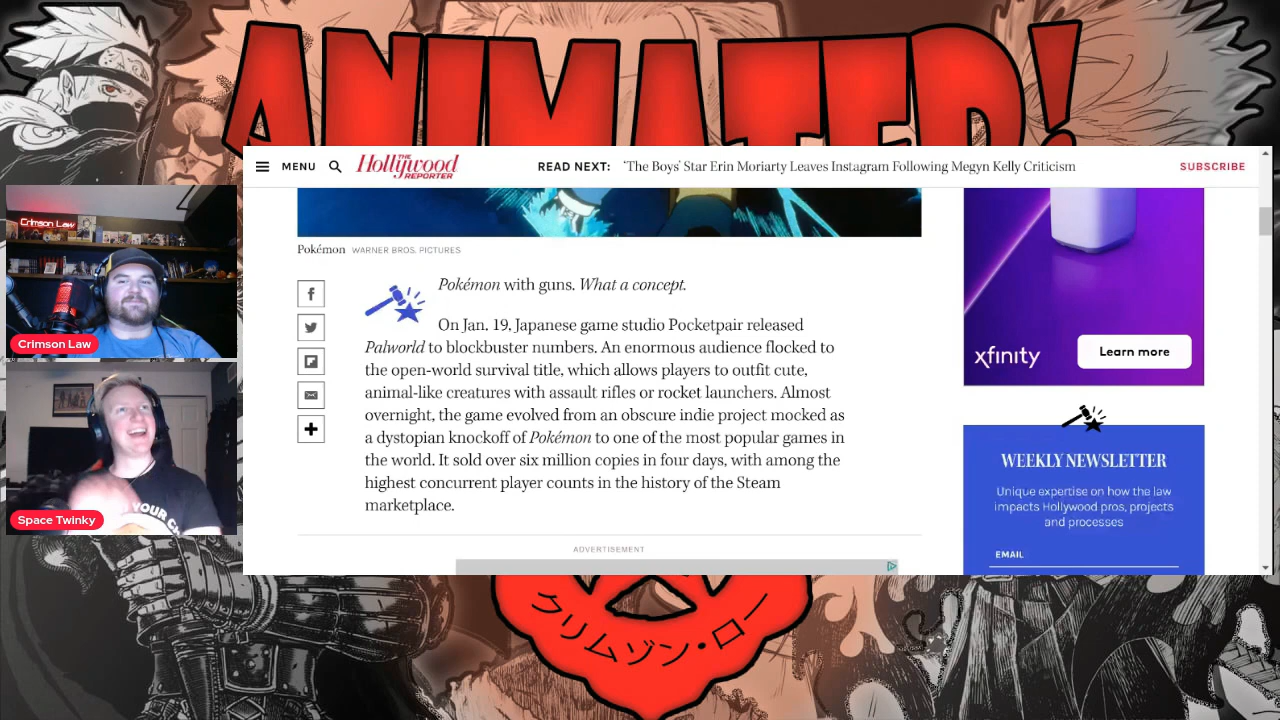 ANIMATED!
MENU
THE Hollywood REPORTER
READ NEXT: ‘The Boys’ Star Erin Moriarty Leaves Instagram Following Megyn Kelly Criticism
SUBSCRIBE
Crimson Law
Crimson Law
YOUR
Space Twinky
Pokémon WARNER BROS. PICTURES
Pokémon with guns. What a concept.
On Jan. 19, Japanese game studio Pocketpair released
Palworld to blockbuster numbers. An enormous audience flocked to
the open-world survival title, which allows players to outfit cute,
animal-like creatures with assault rifles or rocket launchers. Almost
overnight, the game evolved from an obscure indie project mocked as
a dystopian knockoff of Pokémon to one of the most popular games in
the world. It sold over six million copies in four days, with among the
highest concurrent player counts in the history of the Steam
marketplace.
ADVERTISEMENT
xfinity
Learn more
WEEKLY NEWSLETTER
Unique expertise on how the law
impacts Hollywood pros, projects
and processes
EMAIL
クリムゾン・ロー